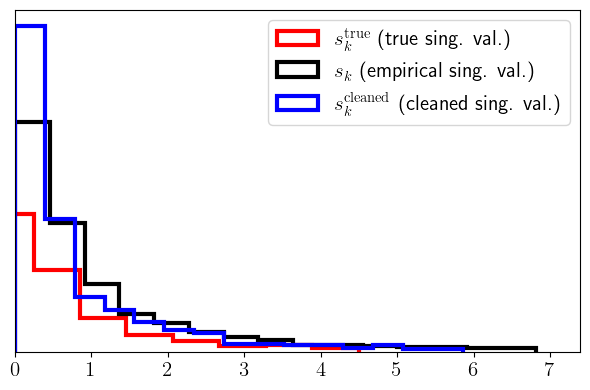 s_k^true (true sing. val.)
s_k (empirical sing. val.)
s_k^cleaned (cleaned sing. val.)
0 1 2 3 4 5 6 7